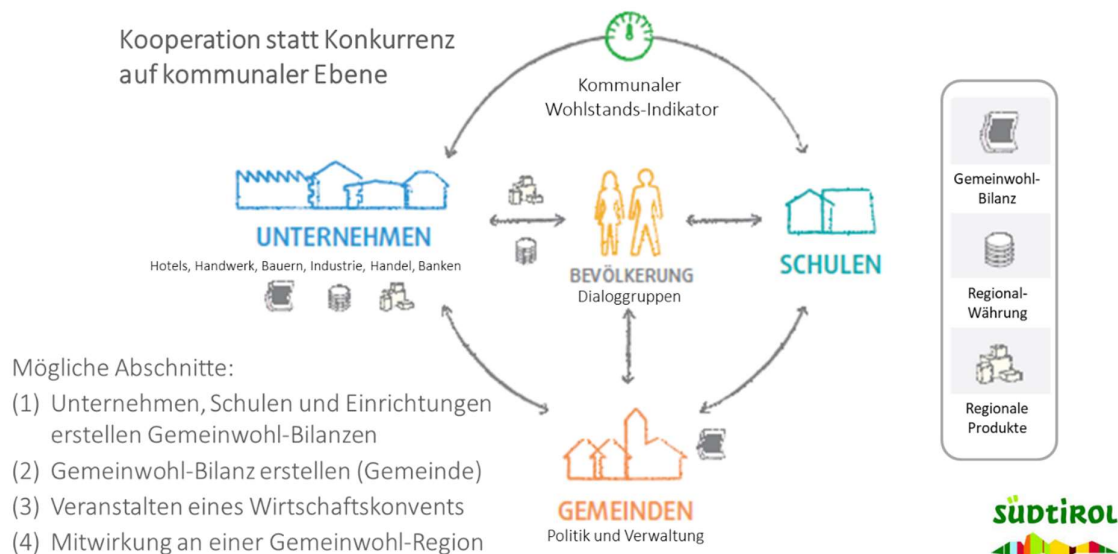 Kooperation statt Konkurrenz
auf kommunaler Ebene
Kommunaler
Wohlstands-Indikator
UNTERNEHMEN
Hotels, Handwerk, Bauern, Industrie, Handel, Banken
BEVÖLKERUNG
Dialoggruppen
SCHULEN
Gemeinwohl-
Bilanz
Regional-
Währung
Regionale
Produkte
Mögliche Abschnitte:
(1) Unternehmen, Schulen und Einrichtungen
erstellen Gemeinwohl-Bilanzen
(2) Gemeinwohl-Bilanz erstellen (Gemeinde)
(3) Veranstalten eines Wirtschaftskonvents
(4) Mitwirkung an einer Gemeinwohl-Region
GEMEINDEN
Politik und Verwaltung
SÜDTIROL